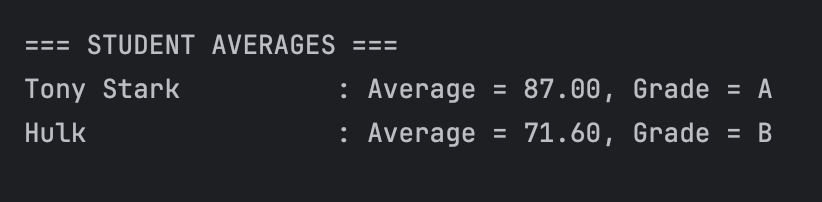 === STUDENT AVERAGES ===
Tony Stark          : Average = 87.00, Grade = A
Hulk                : Average = 71.60, Grade = B